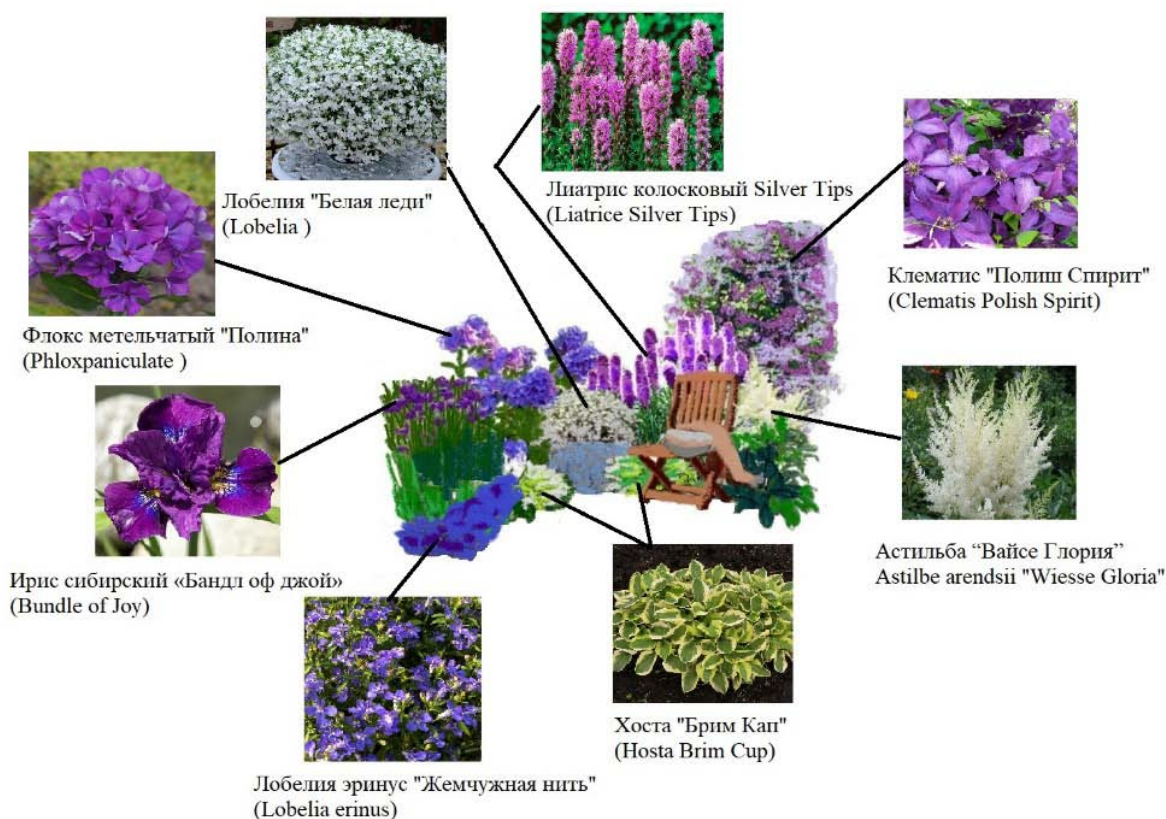 Лобелия "Белая леди"
(Lobelia )
Лиатрис колосковый Silver Tips
(Liatrice Silver Tips)
Клематис "Полиш Спирит"
(Clematis Polish Spirit)
Флокс метельчатый "Полина"
(Phloxpaniculate )
Ирис сибирский «Бандл оф джой»
(Bundle of Joy)
Астильба “Вайсе Глория”
Astilbe arendsii "Wiesse Gloria"
Хоста "Брим Кап"
(Hosta Brim Cup)
Лобелия эринус "Жемчужная нить"
(Lobelia erinus)